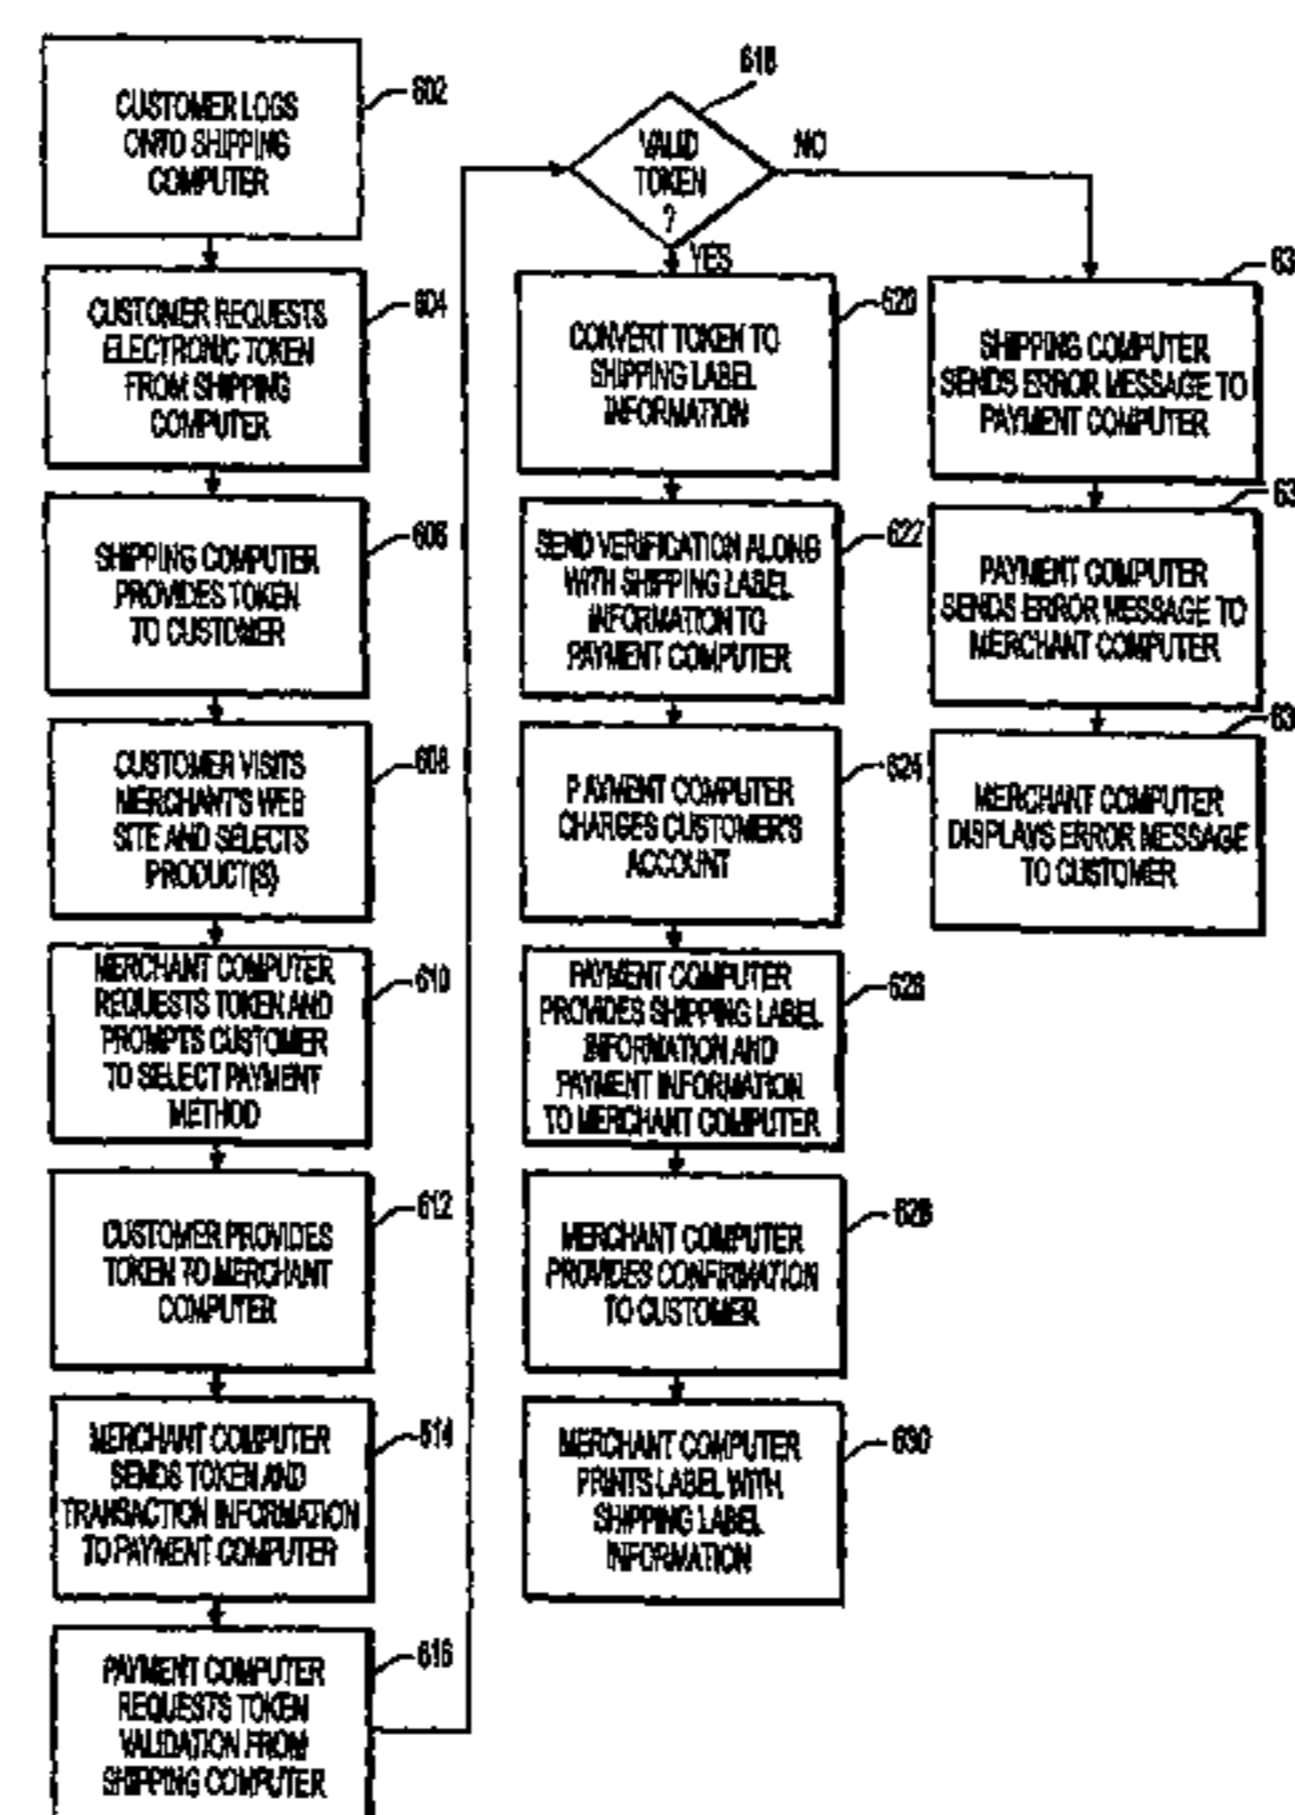 CUSTOMER LOGS
ONTO SHIPPING
COMPUTER
602
CUSTOMER REQUESTS
ELECTRONIC TOKEN
FROM SHIPPING
COMPUTER
604
SHIPPING COMPUTER
PROVIDES TOKEN
TO CUSTOMER
606
CUSTOMER VISITS
MERCHANT'S WEB
SITE AND SELECTS
PRODUCT(S)
608
MERCHANT COMPUTER
REQUESTS TOKEN AND
PROMPTS CUSTOMER
TO SELECT PAYMENT
METHOD
610
CUSTOMER PROVIDES
TOKEN TO MERCHANT
COMPUTER
612
MERCHANT COMPUTER
SENDS TOKEN AND
TRANSACTION INFORMATION
TO PAYMENT COMPUTER
614
PAYMENT COMPUTER
REQUESTS TOKEN
VALIDATION FROM
SHIPPING COMPUTER
616
618
VALID
TOKEN
?
NO
YES
CONVERT TOKEN TO
SHIPPING LABEL
INFORMATION
620
SEND VERIFICATION ALONG
WITH SHIPPING LABEL
INFORMATION TO
PAYMENT COMPUTER
622
PAYMENT COMPUTER
CHARGES CUSTOMER'S
ACCOUNT
624
PAYMENT COMPUTER
PROVIDES SHIPPING LABEL
INFORMATION AND
PAYMENT INFORMATION
TO MERCHANT COMPUTER
626
MERCHANT COMPUTER
PROVIDES CONFIRMATION
TO CUSTOMER
628
MERCHANT COMPUTER
PRINTS LABEL WITH
SHIPPING LABEL
INFORMATION
630
SHIPPING COMPUTER
SENDS ERROR MESSAGE TO
PAYMENT COMPUTER
PAYMENT COMPUTER
SENDS ERROR MESSAGE TO
MERCHANT COMPUTER
MERCHANT COMPUTER
DISPLAYS ERROR MESSAGE
TO CUSTOMER